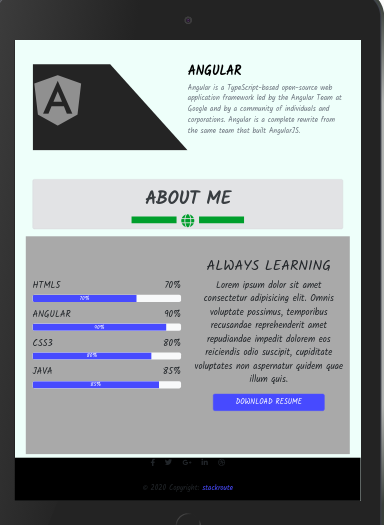 A
ANGULAR
Angular is a TypeScript-based open-source web
application framework led by the Angular Team at
Google and by a community of individuals and
corporations. Angular is a complete rewrite from
the same team that built AngularJS.
ABOUT ME
HTML5 70%
70%
ANGULAR 90%
90%
CSS3 80%
80%
JAVA 85%
85%
ALWAYS LEARNING
Lorem ipsum dolor sit amet
consectetur adipisicing elit. Omnis
voluptate possimus, temporibus
recusandae reprehenderit amet
repudiandae impedit dolorem eos
reiciendis odio suscipit, cupiditate
voluptates non aspernatur quidem quae
illum quis.
DOWNLOAD RESUME
© 2020 Copyright: stackroute